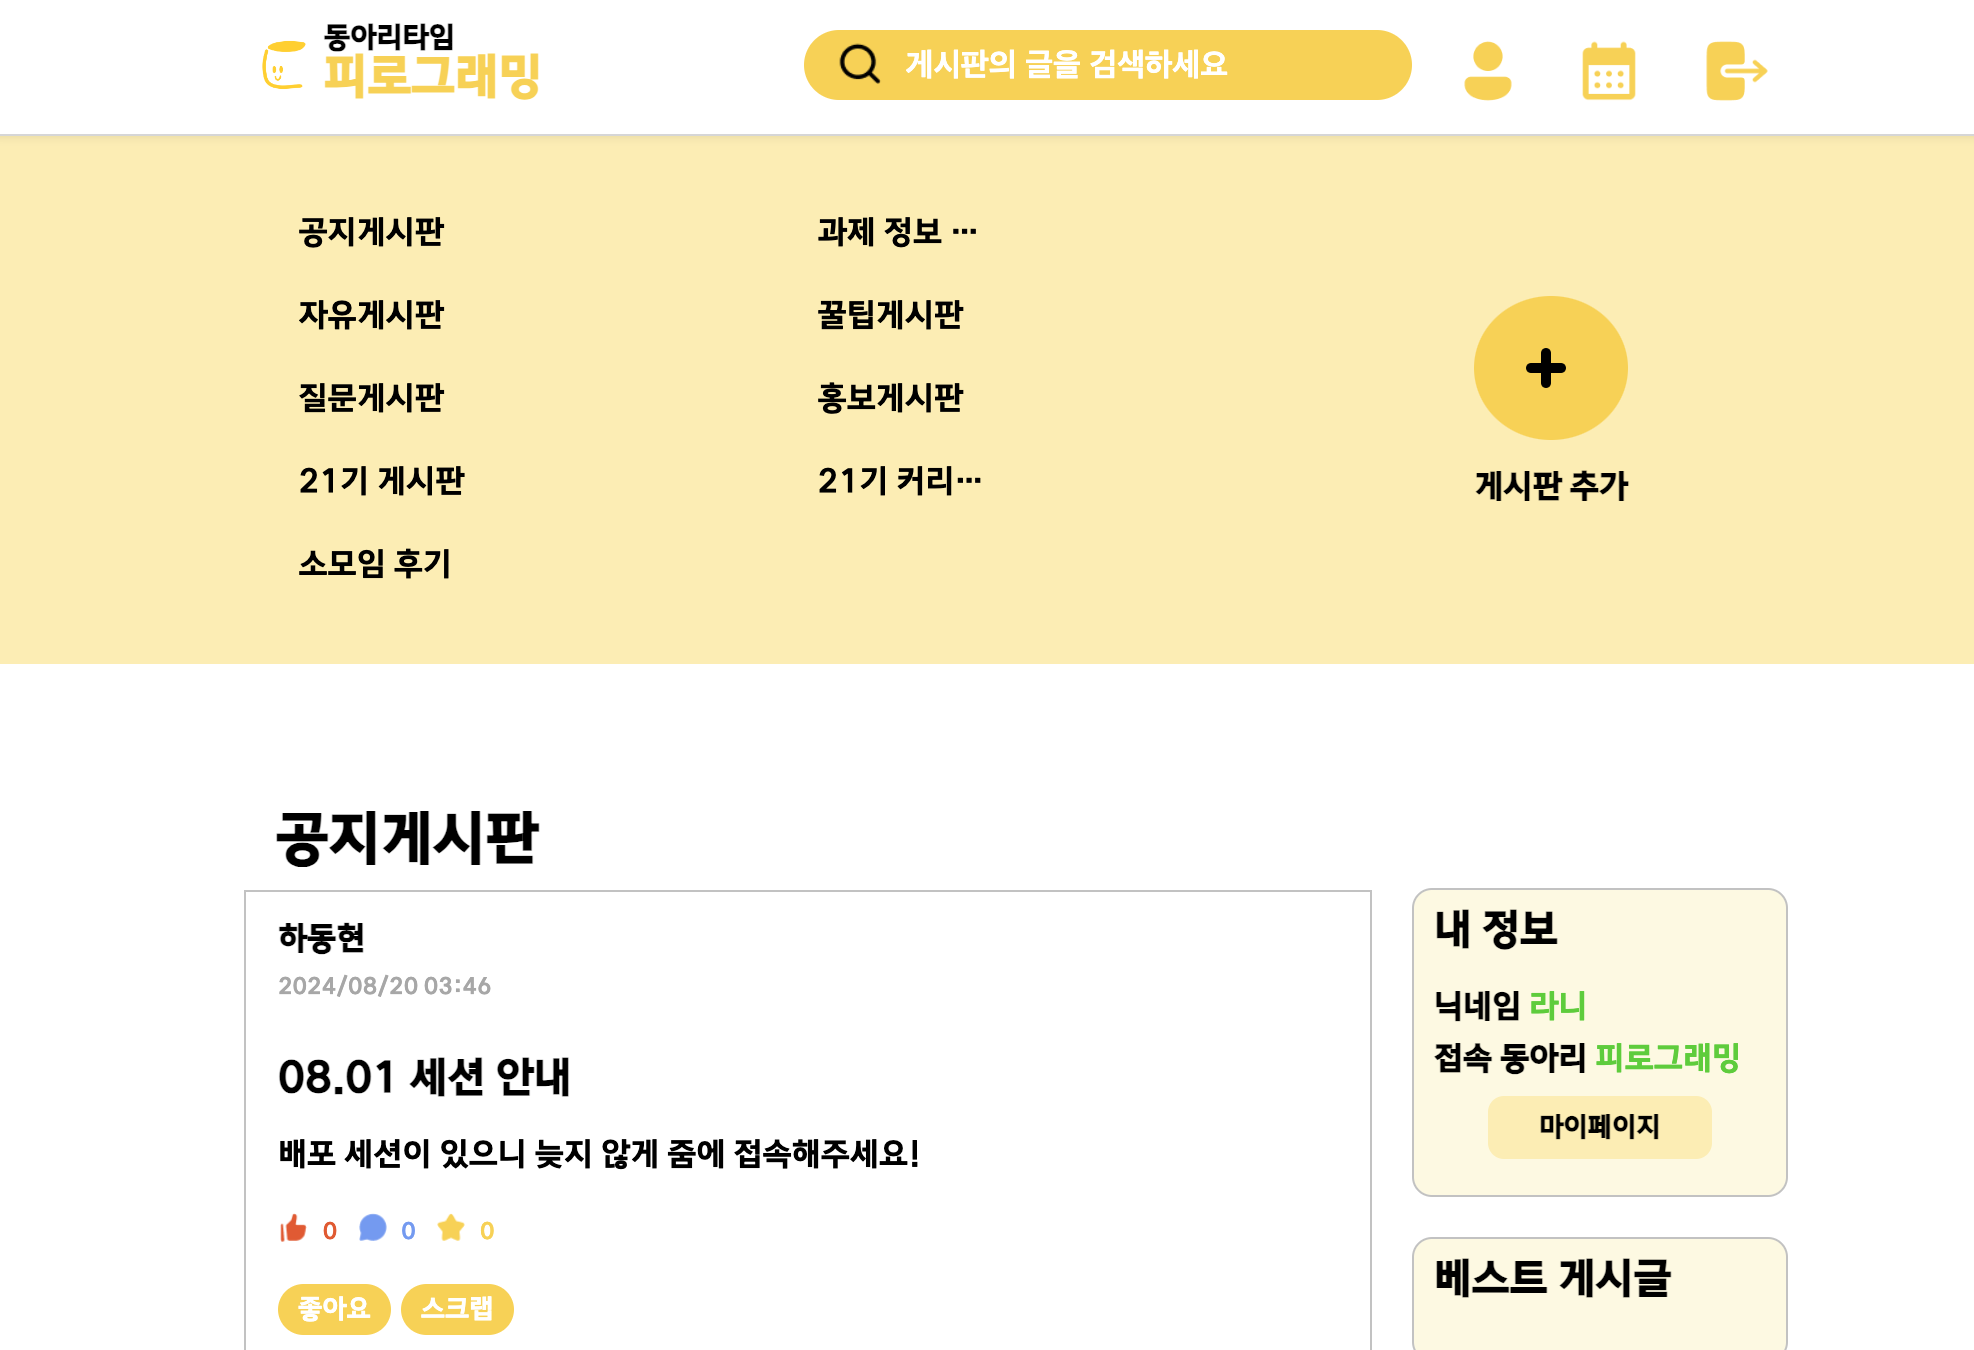 동아리타임
피로그래밍
게시판의 글을 검색하세요
공지게시판
과제 정보 ···
자유게시판
꿀팁게시판
질문게시판
홍보게시판
21기 게시판
21기 커리···
소모임 후기
게시판 추가
공지게시판
하동현
2024/08/20 03:46
08.01 세션 안내
배포 세션이 있으니 늦지 않게 줌에 접속해주세요!
0 0 0
좋아요 스크랩
내 정보
닉네임 라니
접속 동아리 피로그래밍
마이페이지
베스트 게시글